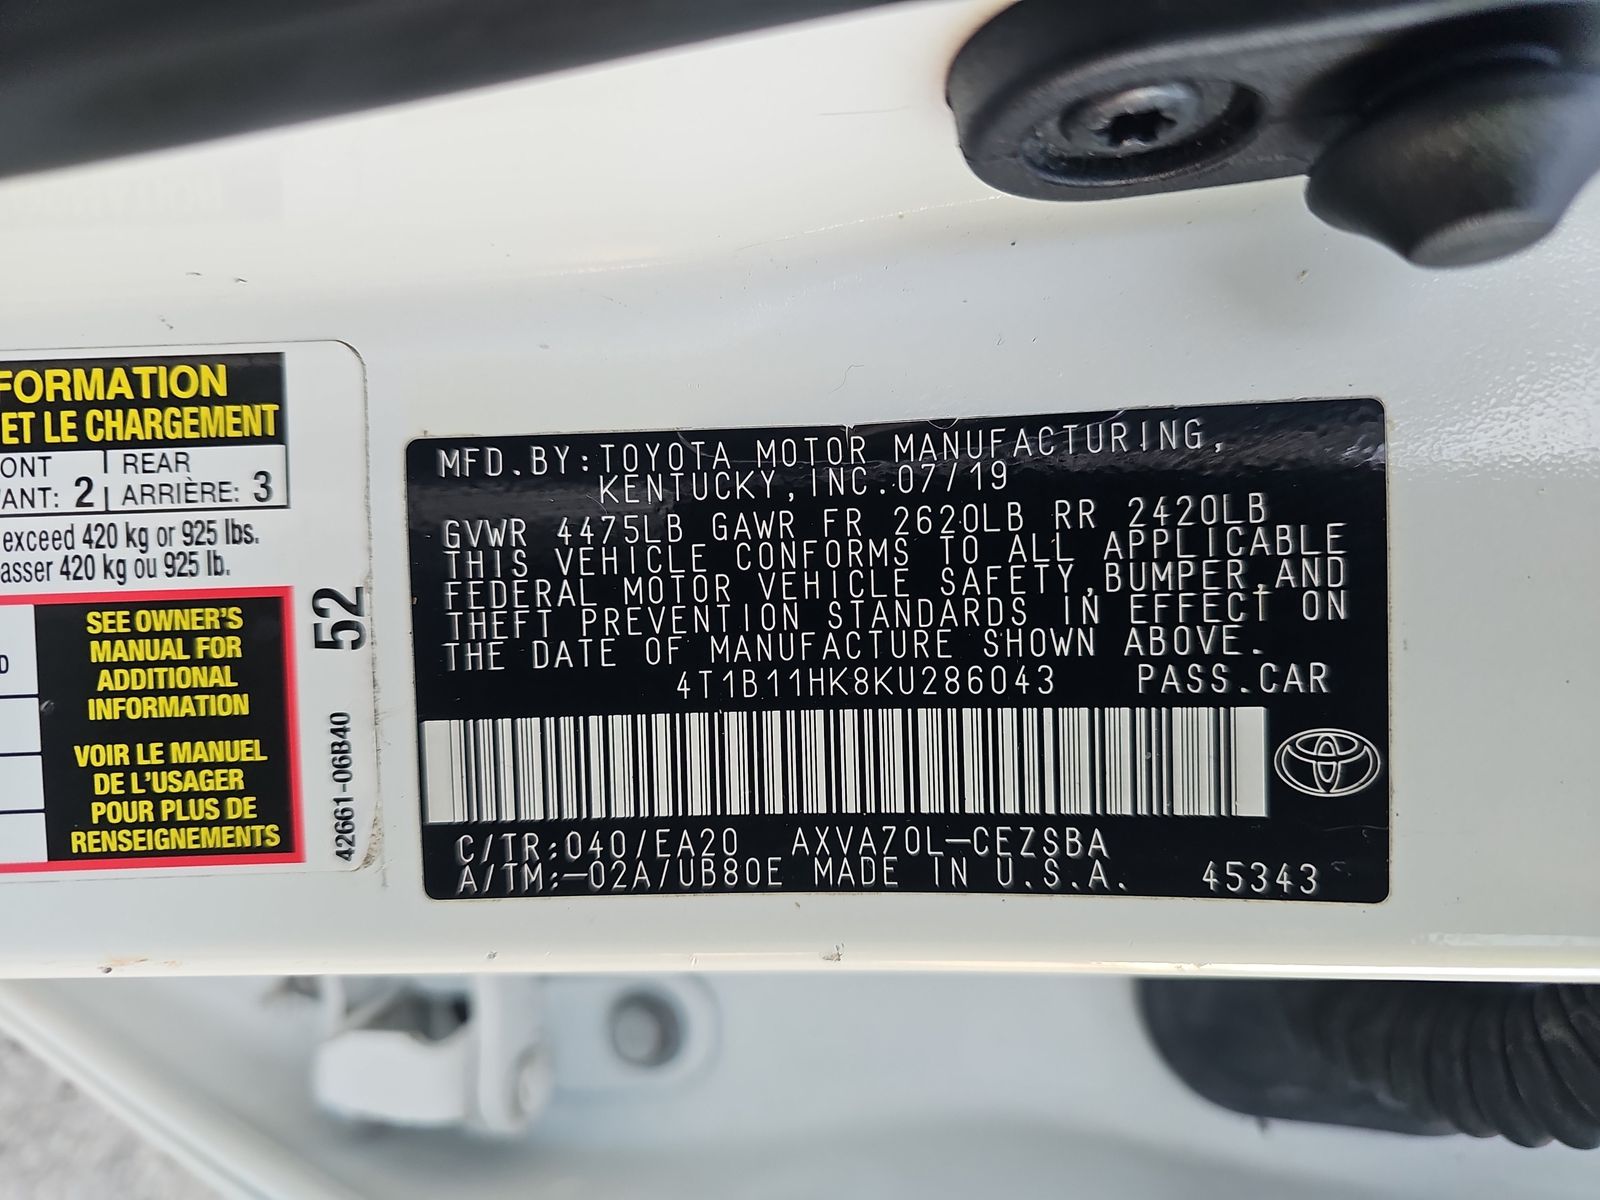 FORMATION
ET LE CHARGEMENT
ONT REAR
ANT: 2 ARRIÈRE: 3
exceed 420 kg or 925 lbs.
asser 420 kg ou 925 lb.
SEE OWNER'S
MANUAL FOR
ADDITIONAL
INFORMATION
VOIR LE MANUEL
DE L'USAGER
POUR PLUS DE
RENSEIGNEMENTS
52
42661-06B40
MFD.BY:TOYOTA MOTOR MANUFACTURING,
KENTUCKY,INC.07/19
GVWR 4475LB GAWR FR 2620LB RR 2420LB
THIS VEHICLE CONFORMS TO ALL APPLICABLE
FEDERAL MOTOR VEHICLE SAFETY,BUMPER,AND
THEFT PREVENTION STANDARDS IN EFFECT ON
THE DATE OF MANUFACTURE SHOWN ABOVE.
4T1B11HK8KU286043 PASS.CAR
C/TR:040/EA20 AXVA70L-CEZSBA
A/TM:-02A/UB80E MADE IN U.S.A. 45343